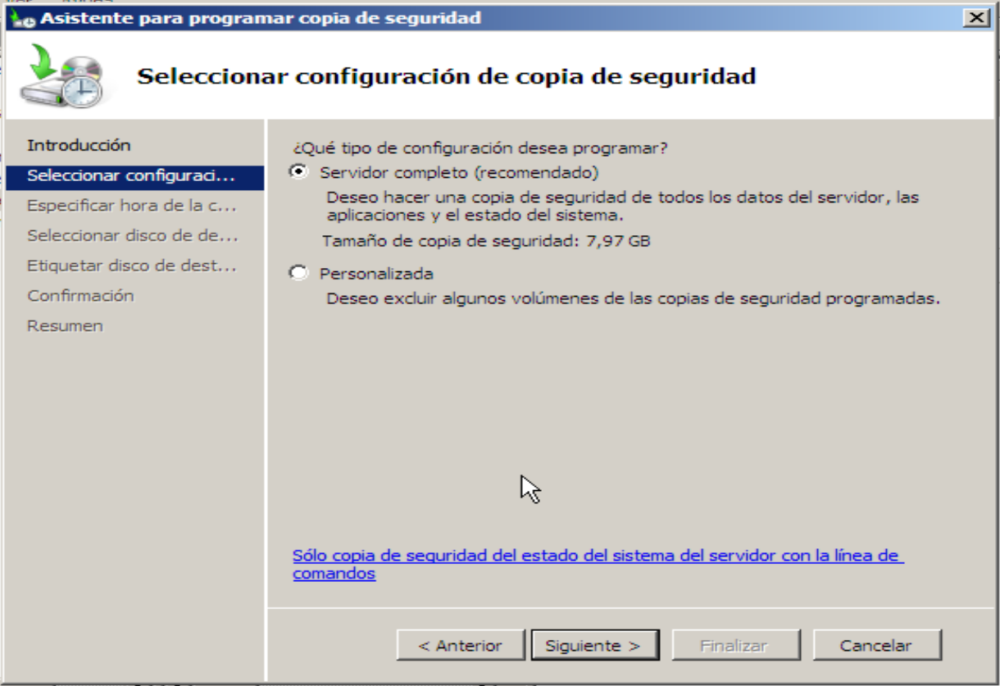 Asistente para programar copia de seguridad
Seleccionar configuración de copia de seguridad
Introducción
Seleccionar configuraci...
Especificar hora de la c...
Seleccionar disco de de...
Etiquetar disco de dest...
Confirmación
Resumen
¿Qué tipo de configuración desea programar?
Servidor completo (recomendado)
Deseo hacer una copia de seguridad de todos los datos del servidor, las
aplicaciones y el estado del sistema.
Tamaño de copia de seguridad: 7,97 GB
Personalizada
Deseo excluir algunos volúmenes de las copias de seguridad programadas.
Sólo copia de seguridad del estado del sistema del servidor con la línea de
comandos
< Anterior
Siguiente >
Finalizar
Cancelar